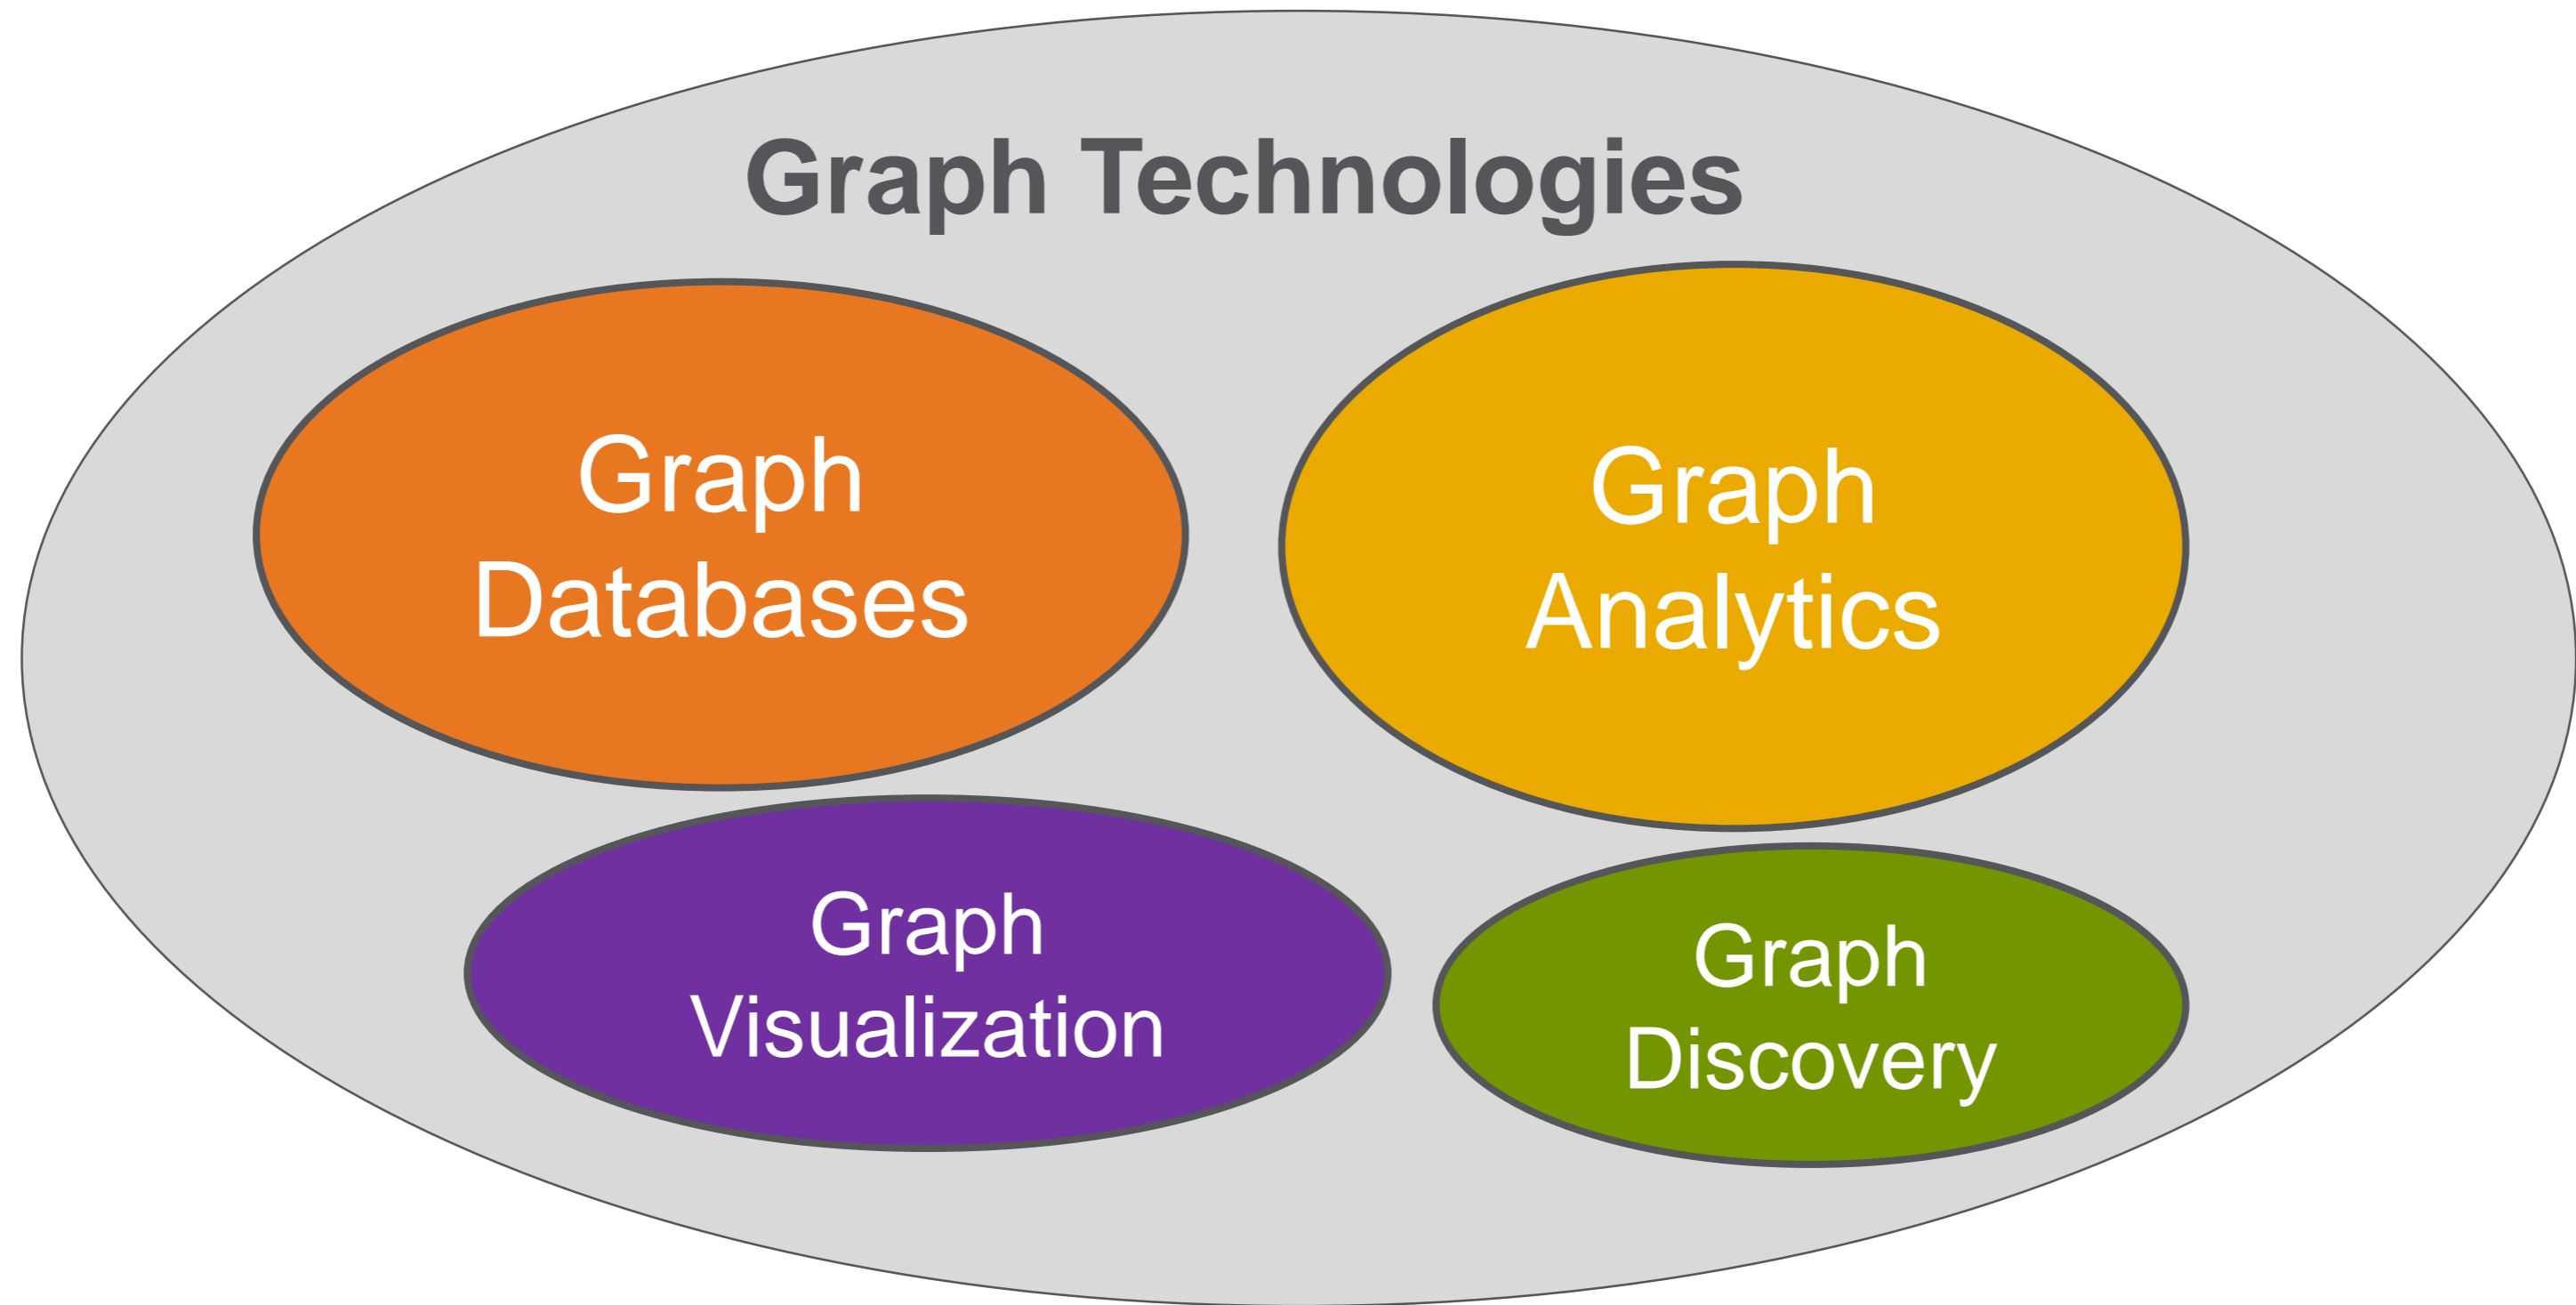 Graph Technologies
Graph
Databases
Graph
Analytics
Graph
Visualization
Graph
Discovery